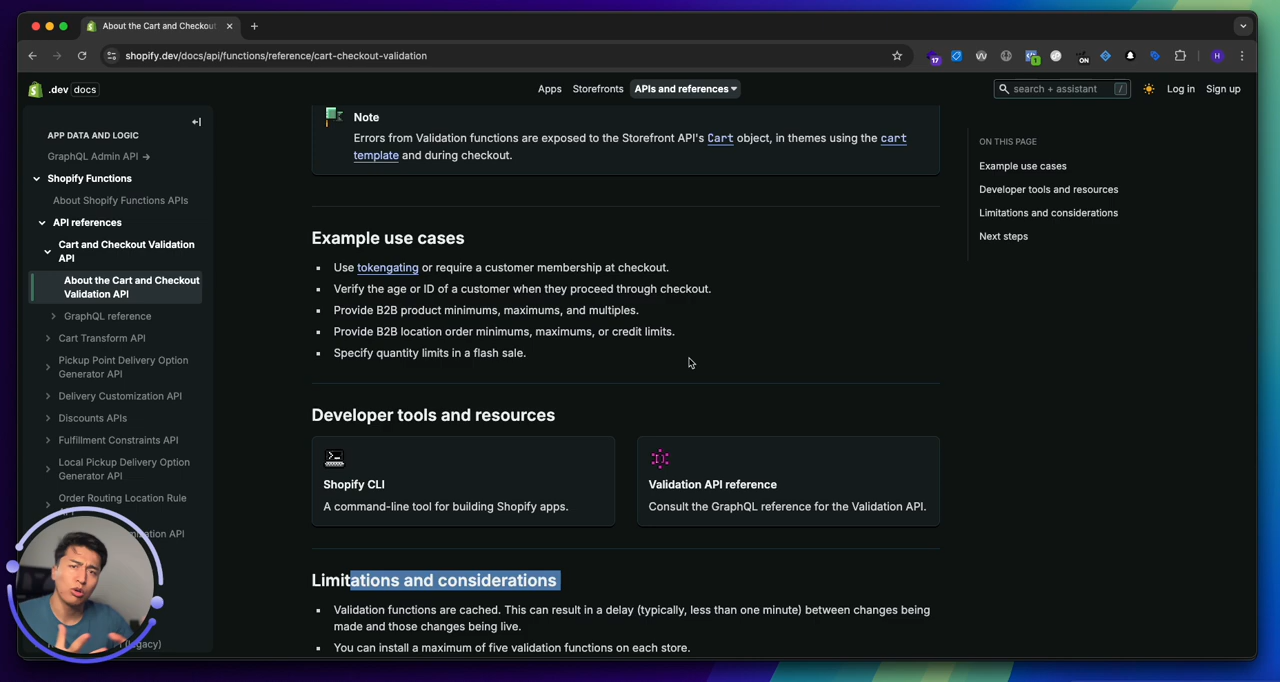 About the Cart and Checkout
shopify.dev/docs/api/functions/reference/cart-checkout-validation
17
1
ON
H
.dev docs
Apps
Storefronts
APIs and references
search + assistant /
Log in
Sign up
APP DATA AND LOGIC
GraphQL Admin API →
Shopify Functions
About Shopify Functions APIs
API references
Cart and Checkout Validation
API
About the Cart and Checkout
Validation API
GraphQL reference
Cart Transform API
Pickup Point Delivery Option
Generator API
Delivery Customization API
Discounts APIs
Fulfillment Constraints API
Local Pickup Delivery Option
Generator API
Order Routing Location Rule
Note
Errors from Validation functions are exposed to the Storefront API's Cart object, in themes using the cart
template and during checkout.
Example use cases
Use tokengating or require a customer membership at checkout.
Verify the age or ID of a customer when they proceed through checkout.
Provide B2B product minimums, maximums, and multiples.
Provide B2B location order minimums, maximums, or credit limits.
Specify quantity limits in a flash sale.
Developer tools and resources
Shopify CLI
A command-line tool for building Shopify apps.
Validation API reference
Consult the GraphQL reference for the Validation API.
Limitations and considerations
Validation functions are cached. This can result in a delay (typically, less than one minute) between changes being
made and those changes being live.
You can install a maximum of five validation functions on each store.
ON THIS PAGE
Example use cases
Developer tools and resources
Limitations and considerations
Next steps